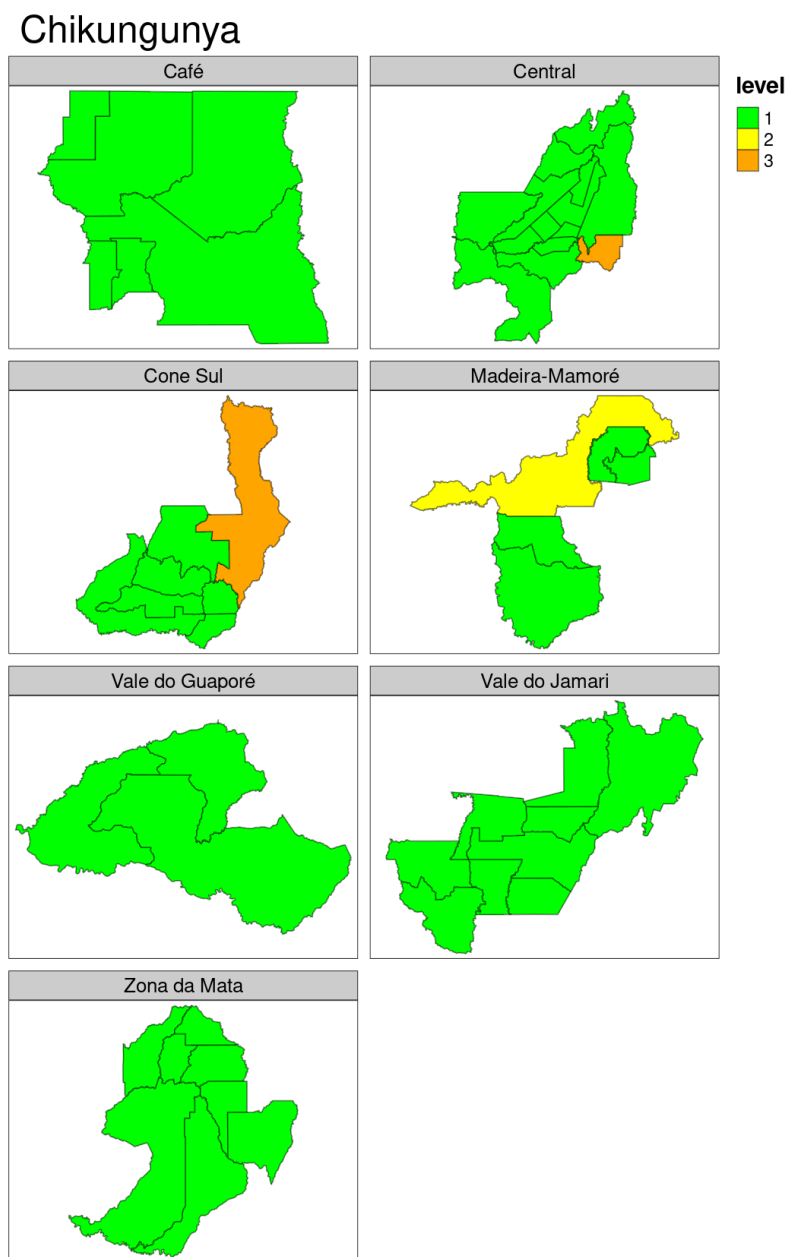 Chikungunya
Café
Central
level
1
2
3
Cone Sul
Madeira-Mamoré
Vale do Guaporé
Vale do Jamari
Zona da Mata